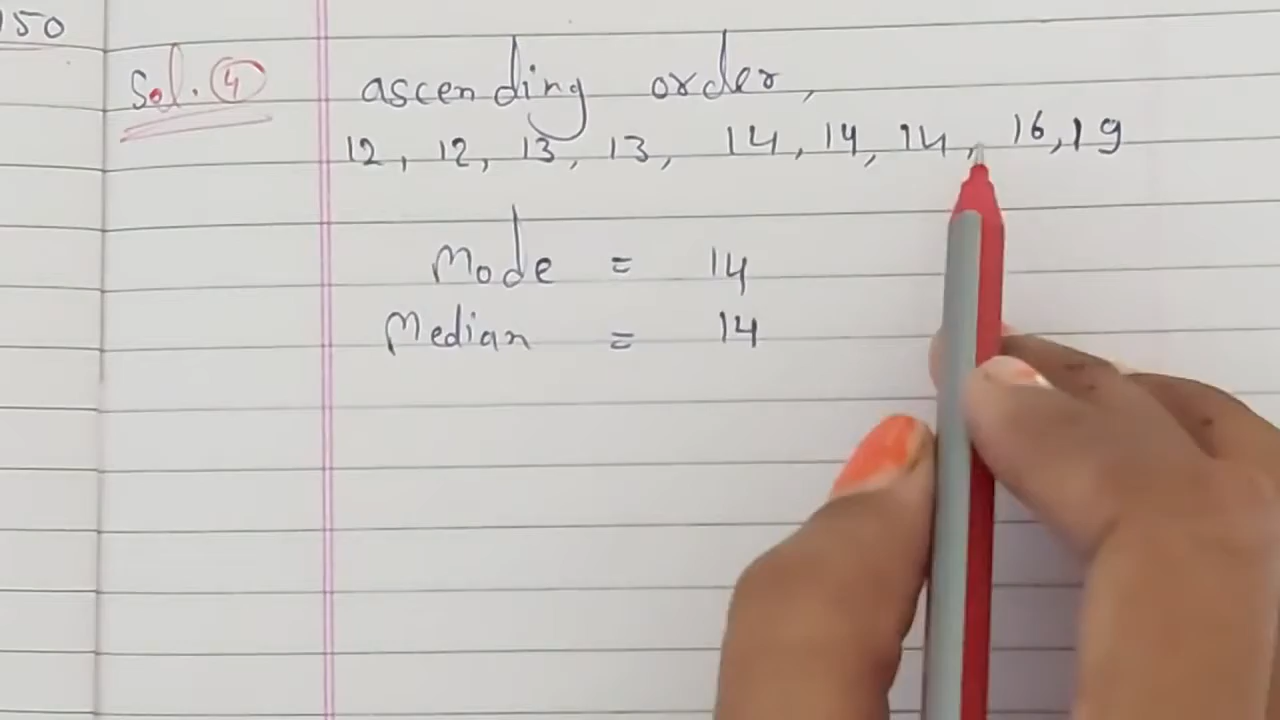 150
Sol. 4 ascending order,
12, 12, 13, 13, 14, 14, 14, 16, 19
Mode = 14
Median = 14